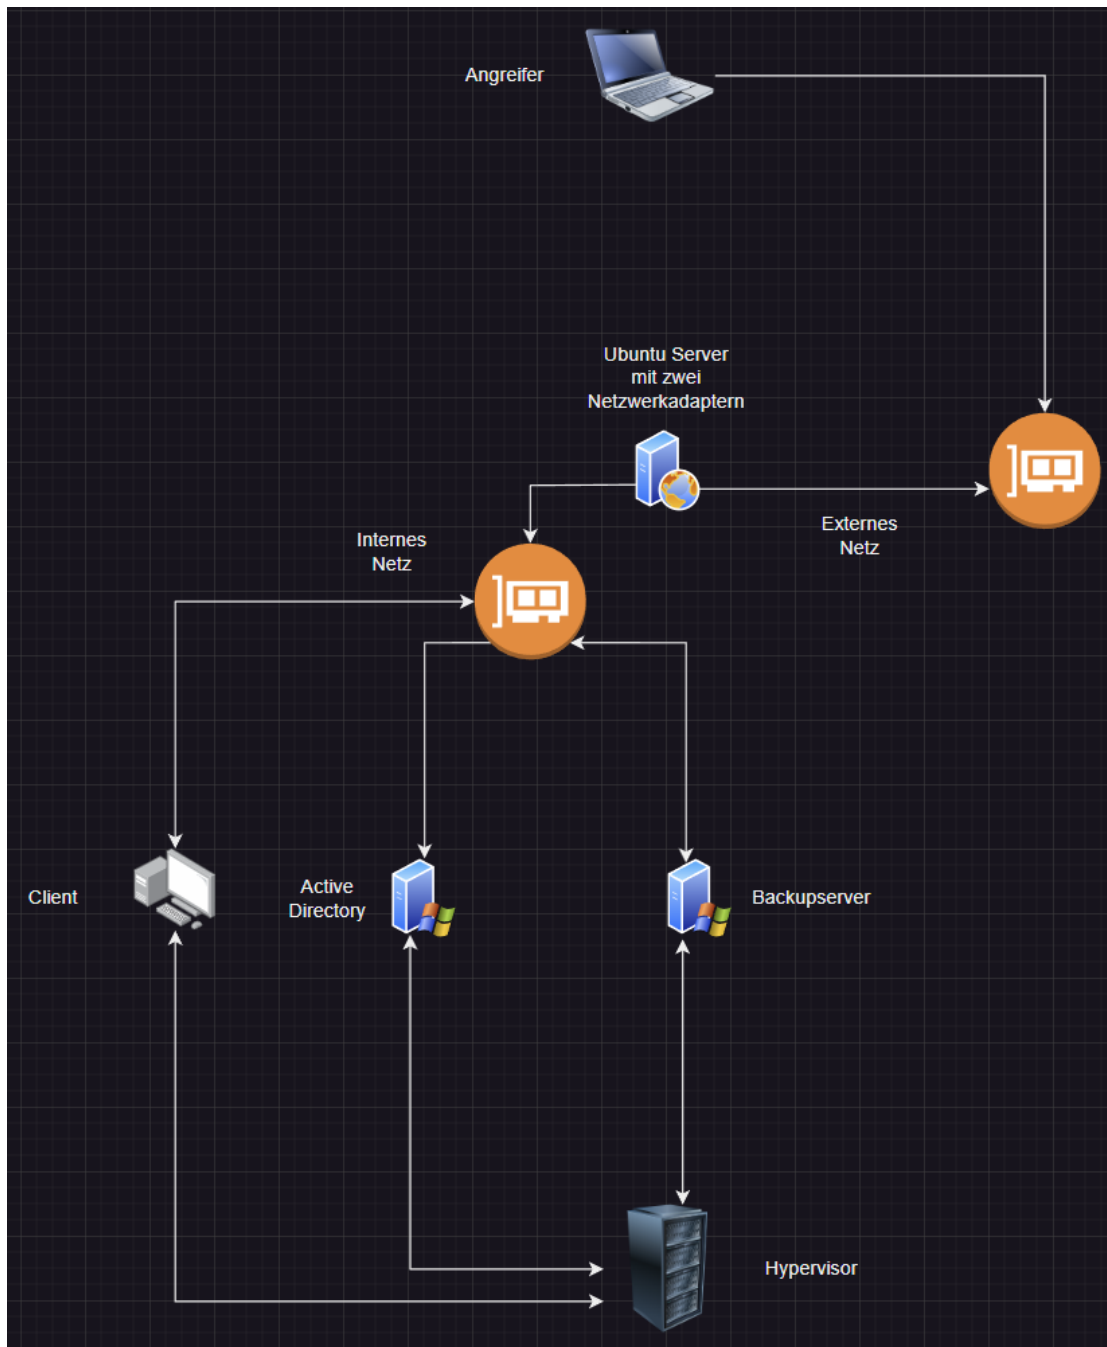 Angreifer
Ubuntu Server
mit zwei
Netzwerkadaptern
Externes
Netz
Internes
Netz
Client
Active
Directory
Backupserver
Hypervisor